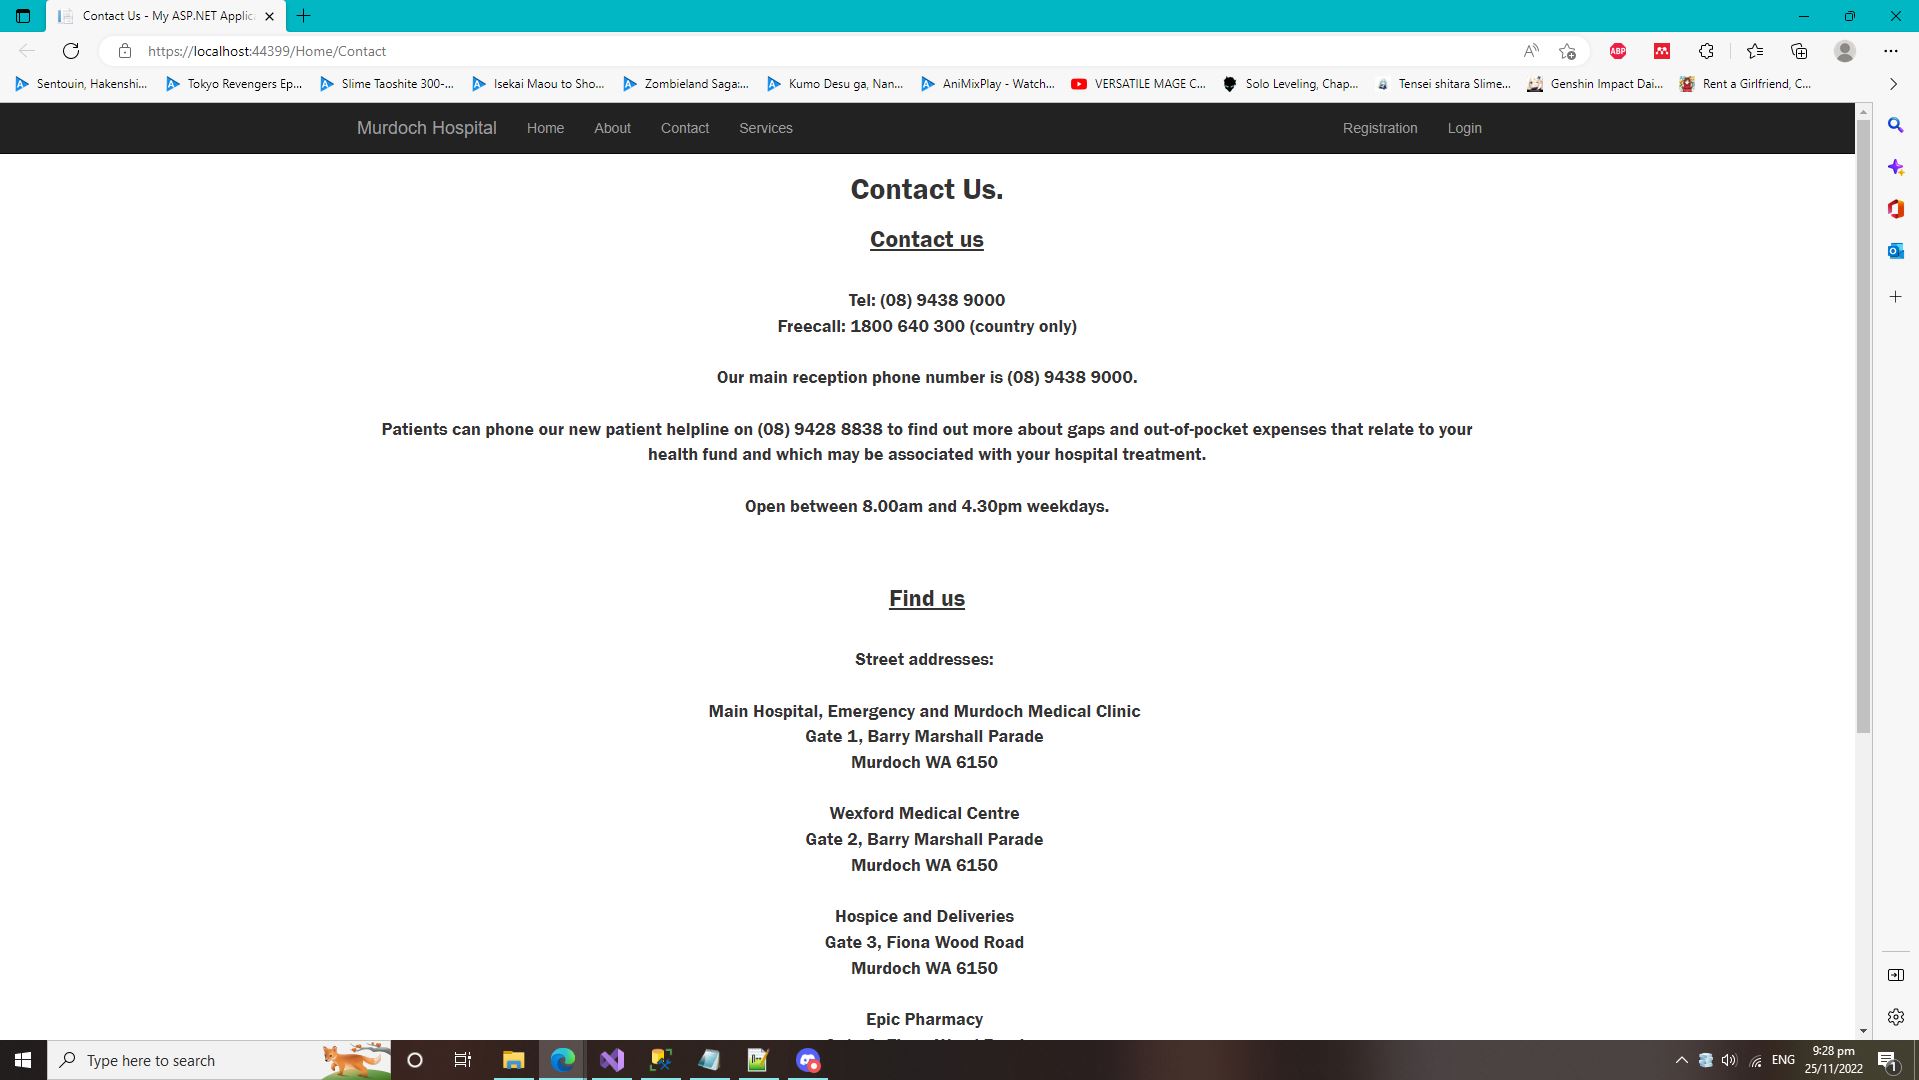 Contact Us - My ASP.NET Applic
https://localhost:44399/Home/Contact
Sentouin, Hakenshi... Tokyo Revengers Ep... Slime Taoshite 300-... Isekai Maou to Sho... Zombieland Saga:... Kumo Desu ga, Nan... AniMixPlay - Watch... VERSATILE MAGE C... Solo Leveling, Chap... Tensei shitara Slime... Genshin Impact Dai... Rent a Girlfriend, C...
Murdoch Hospital Home About Contact Services Registration Login
Contact Us.
Contact us
Tel: (08) 9438 9000
Freecall: 1800 640 300 (country only)
Our main reception phone number is (08) 9438 9000.
Patients can phone our new patient helpline on (08) 9428 8838 to find out more about gaps and out-of-pocket expenses that relate to your
health fund and which may be associated with your hospital treatment.
Open between 8.00am and 4.30pm weekdays.
Find us
Street addresses:
Main Hospital, Emergency and Murdoch Medical Clinic
Gate 1, Barry Marshall Parade
Murdoch WA 6150
Wexford Medical Centre
Gate 2, Barry Marshall Parade
Murdoch WA 6150
Hospice and Deliveries
Gate 3, Fiona Wood Road
Murdoch WA 6150
Epic Pharmacy
Type here to search
ENG
9:28 pm
25/11/2022
1